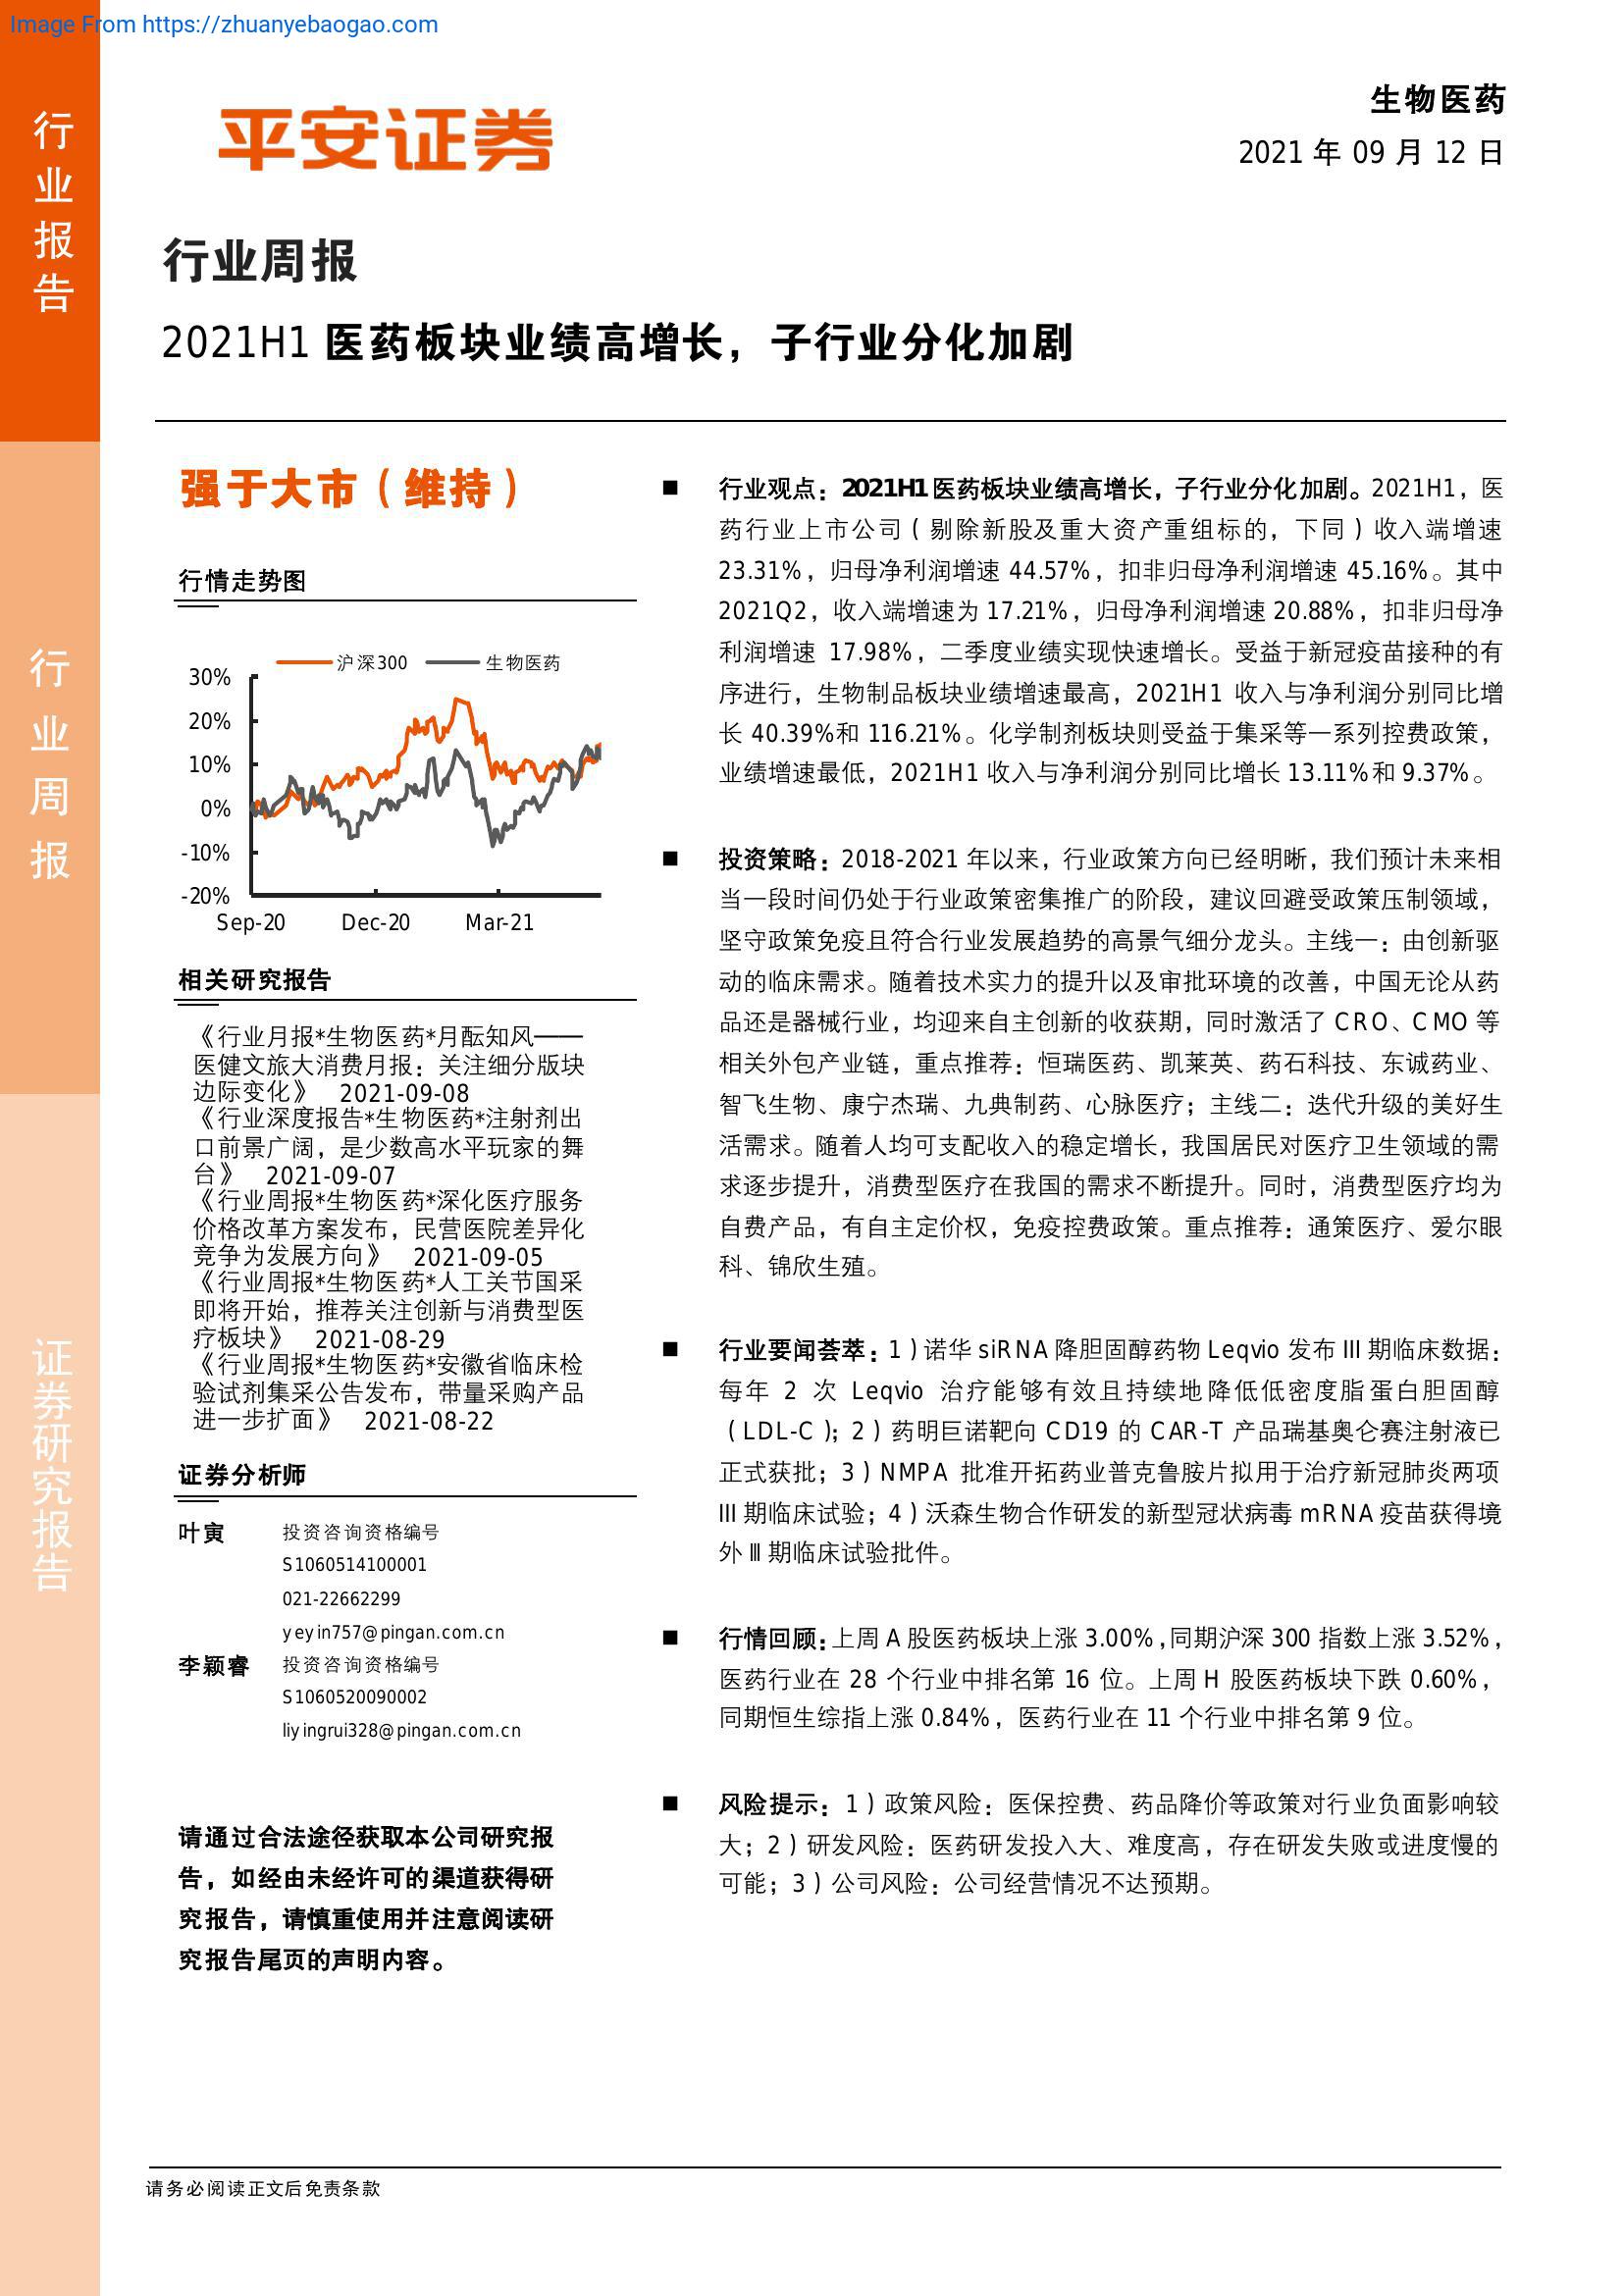 Image From https://zhuanyebaogao.com
行业报告
行业周报
证券研究报告
平安证券
生物医药
2021 年 09 月 12 日
行业周报
2021H1 医药板块业绩高增长，子行业分化加剧
强于大市（维持）
行情走势图
沪深300 生物医药
30%
20%
10%
0%
-10%
-20%
Sep-20 Dec-20 Mar-21
相关研究报告
《行业月报*生物医药*月酝知风——
医健文旅大消费月报：关注细分版块
边际变化》 2021-09-08
《行业深度报告*生物医药*注射剂出
口前景广阔，是少数高水平玩家的舞
台》 2021-09-07
《行业周报*生物医药*深化医疗服务
价格改革方案发布，民营医院差异化
竞争为发展方向》 2021-09-05
《行业周报*生物医药*人工关节国采
即将开始，推荐关注创新与消费型医
疗板块》 2021-08-29
《行业周报*生物医药*安徽省临床检
验试剂集采公告发布，带量采购产品
进一步扩面》 2021-08-22
证券分析师
叶寅 投资咨询资格编号
S1060514100001
021-22662299
yeyin757@pingan.com.cn
李颖睿 投资咨询资格编号
S1060520090002
liyingrui328@pingan.com.cn
请通过合法途径获取本公司研究报
告，如经由未经许可的渠道获得研
究报告，请慎重使用并注意阅读研
究报告尾页的声明内容。
■ 行业观点：2021H1 医药板块业绩高增长，子行业分化加剧。2021H1，医
药行业上市公司（剔除新股及重大资产重组标的，下同）收入端增速
23.31%，归母净利润增速 44.57%，扣非归母净利润增速 45.16%。其中
2021Q2，收入端增速为 17.21%，归母净利润增速 20.88%，扣非归母净
利润增速 17.98%，二季度业绩实现快速增长。受益于新冠疫苗接种的有
序进行，生物制品板块业绩增速最高，2021H1 收入与净利润分别同比增
长 40.39%和 116.21%。化学制剂板块则受益于集采等一系列控费政策，
业绩增速最低，2021H1 收入与净利润分别同比增长 13.11%和 9.37%。
■ 投资策略：2018-2021 年以来，行业政策方向已经明晰，我们预计未来相
当一段时间仍处于行业政策密集推广的阶段，建议回避受政策压制领域，
坚守政策免疫且符合行业发展趋势的高景气细分龙头。主线一：由创新驱
动的临床需求。随着技术实力的提升以及审批环境的改善，中国无论从药
品还是器械行业，均迎来自主创新的收获期，同时激活了 CRO、CMO 等
相关外包产业链，重点推荐：恒瑞医药、凯莱英、药石科技、东诚药业、
智飞生物、康宁杰瑞、九典制药、心脉医疗；主线二：迭代升级的美好生
活需求。随着人均可支配收入的稳定增长，我国居民对医疗卫生领域的需
求逐步提升，消费型医疗在我国的需求不断提升。同时，消费型医疗均为
自费产品，有自主定价权，免疫控费政策。重点推荐：通策医疗、爱尔眼
科、锦欣生殖。
■ 行业要闻荟萃：1）诺华 siRNA 降胆固醇药物 Leqvio 发布 III 期临床数据：
每年 2 次 Leqvio 治疗能够有效且持续地降低低密度脂蛋白胆固醇
（LDL-C）；2）药明巨诺靶向 CD19 的 CAR-T 产品瑞基奥仑赛注射液已
正式获批；3）NMPA 批准开拓药业普克鲁胺片拟用于治疗新冠肺炎两项
III 期临床试验；4）沃森生物合作研发的新型冠状病毒 mRNA 疫苗获得境
外 III 期临床试验批件。
■ 行情回顾：上周 A 股医药板块上涨 3.00%，同期沪深 300 指数上涨 3.52%，
医药行业在 28 个行业中排名第 16 位。上周 H 股医药板块下跌 0.60%，
同期恒生综指上涨 0.84%，医药行业在 11 个行业中排名第 9 位。
■ 风险提示：1）政策风险：医保控费、药品降价等政策对行业负面影响较
大；2）研发风险：医药研发投入大、难度高，存在研发失败或进度慢的
可能；3）公司风险：公司经营情况不达预期。
请务必阅读正文后免责条款